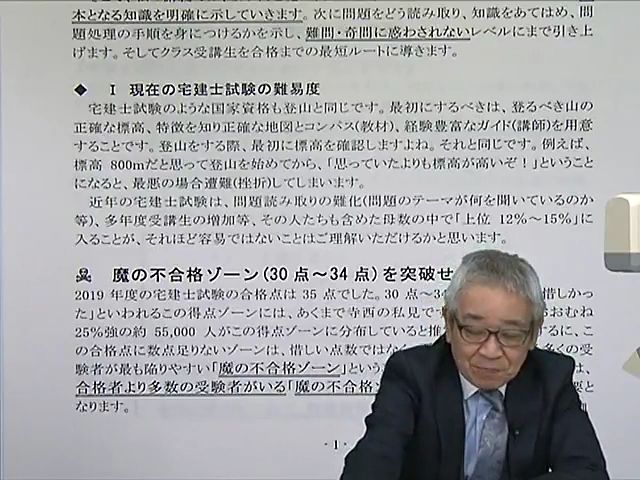 本となる知識を明確に示していきます。次に問題をどう読み取り、知識をあてはめ、問
題処理の手順を身につけるかを示し、難問・奇問に惑わされないレベルにまで引き上
げます。そしてクラス受講生を合格までの最短ルートに導きます。
◆ Ⅰ 現在の宅建士試験の難易度
宅建士試験のような国家資格も登山と同じです。最初にするべきは、登るべき山の
正確な標高、特徴を知り正確な地図とコンパス(教材)、経験豊富なガイド(講師)を用意
することです。登山をする際、最初に標高を確認しますよね。それと同じです。例えば、
標高 800mだと思って登山を始めてから、「思っていたよりも標高が高いぞ！」ということ
になると、最悪の場合遭難(挫折)してしまいます。
近年の宅建士試験は、問題読み取りの難化(問題のテーマが何を聞いているのか
等)、多年度受講生の増加等、その人たちも含めた母数の中で「上位 12%～15%」に
入ることが、それほど容易ではないことはご理解いただけるかと思います。
☠ 魔の不合格ゾーン(30 点～34 点)を突破せ
2019 年度の宅建士試験の合格点は 35 点でした。30 点～3 惜しかっ
た」といわれるこの得点ゾーンには、あくまで寺西の私見で おおむね
25%強の約 55,000 人がこの得点ゾーンに分布していると推 するに、こ
の合格点に数点足りないゾーンは、惜しい点数ではなく 多くの受
験者が最も陥りやすい「魔の不合格ゾーン」という
合格者より多数の受験者がいる「魔の不合格 要と
なります。
- 1